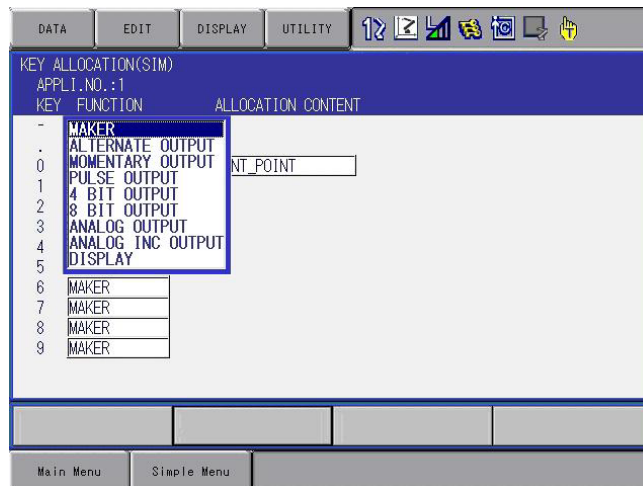 DATA EDIT DISPLAY UTILITY
KEY ALLOCATION(SIM)
APPLI.NO.:1
KEY FUNCTION ALLOCATION CONTENT
-
.
0
1
2
3
4
5
MAKER
ALTERNATE OUTPUT
MOMENTARY OUTPUT
PULSE OUTPUT
4 BIT OUTPUT
8 BIT OUTPUT
ANALOG OUTPUT
ANALOG INC OUTPUT
DISPLAY
NT_POINT
6 MAKER
7 MAKER
8 MAKER
9 MAKER
Main Menu Simple Menu